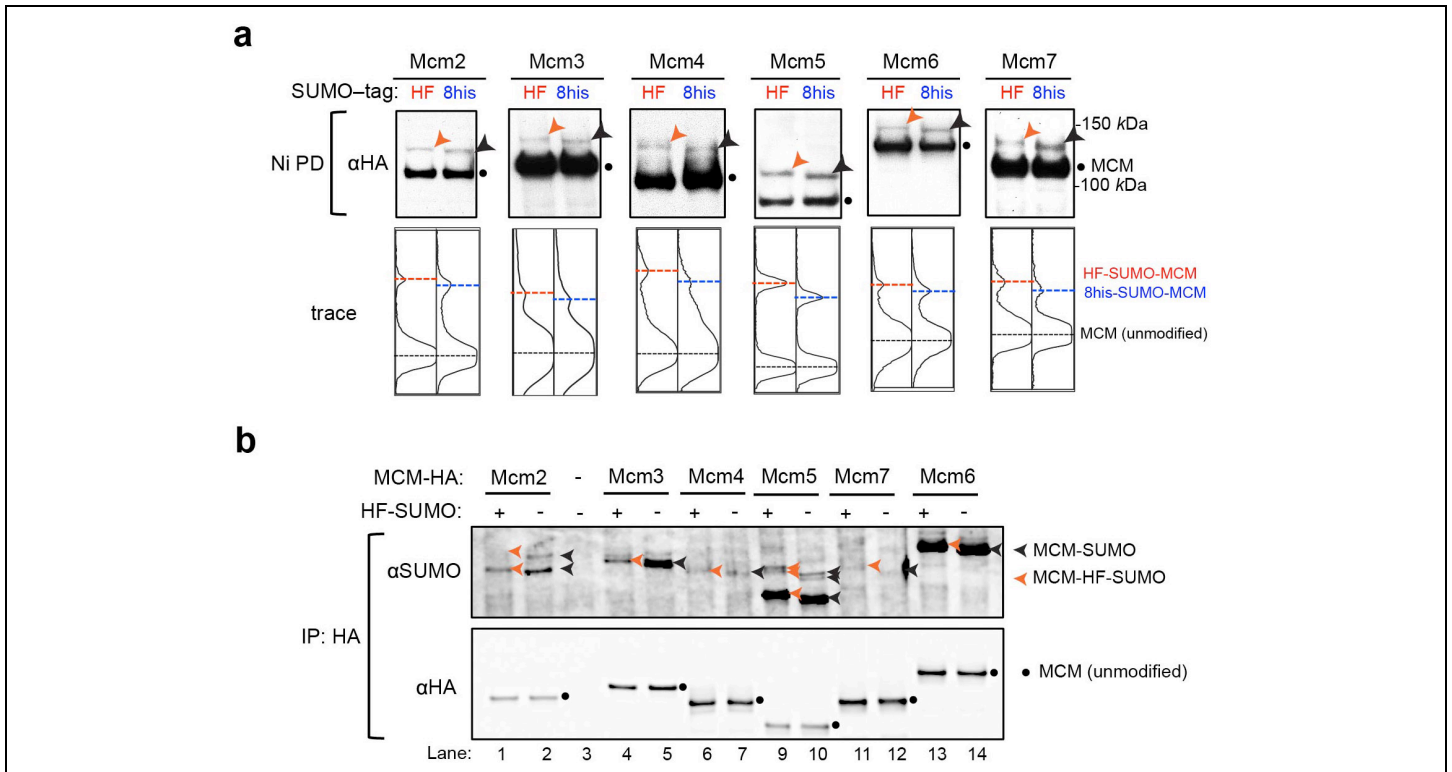 a
Mcm2 Mcm3 Mcm4 Mcm5 Mcm6 Mcm7
SUMO–tag: HF 8his HF 8his HF 8his HF 8his HF 8his HF 8his
-150 kDa
Ni PD αHA
• MCM
-100 kDa
HF-SUMO-MCM
8his-SUMO-MCM
trace
MCM (unmodified)
b
MCM-HA: Mcm2 - Mcm3 Mcm4 Mcm5 Mcm7 Mcm6
HF-SUMO: + - - + - + - + - + - + -
MCM-SUMO
αSUMO
MCM-HF-SUMO
IP: HA
• MCM (unmodified)
αHA
Lane: 1 2 3 4 5 6 7 9 10 11 12 13 14